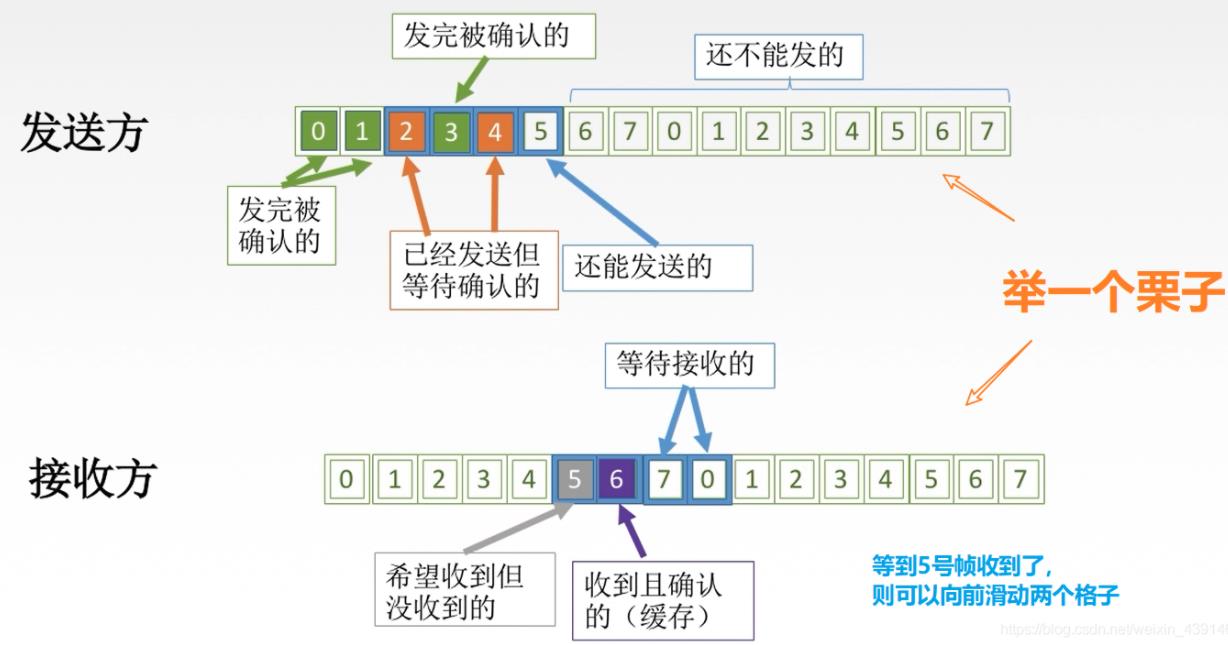 发完被确认的
还不能发的
发送方
0 1 2 3 4 5 6 7 0 1 2 3 4 5 6 7
发完被
确认的
已经发送但
等待确认的
还能发送的
举一个栗子
等待接收的
接收方
0 1 2 3 4 5 6 7 0 1 2 3 4 5 6 7
希望收到但
没收到的
收到且确认
的（缓存）
等到5号帧收到了，
则可以向前滑动两个格子
https://blog.csdn.net/weixin_43914